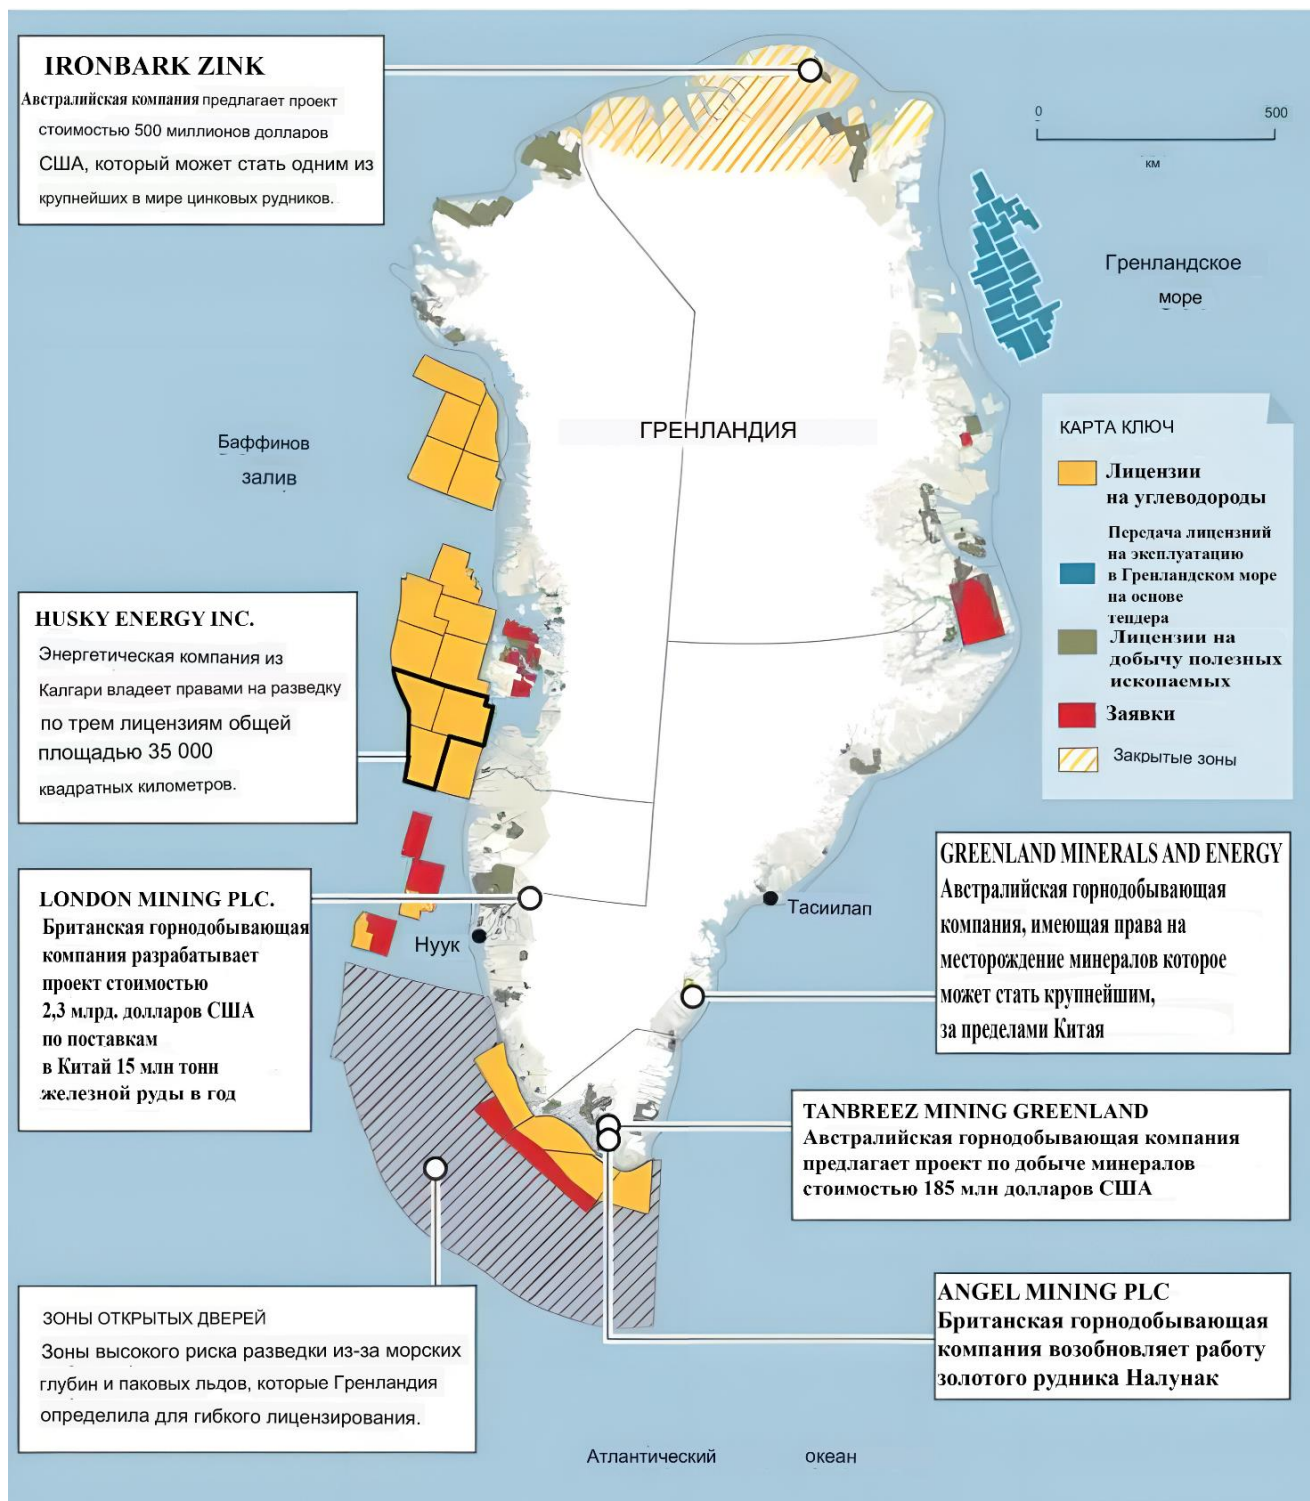 IRONBARK ZINK
Австралийская компания предлагает проект
стоимостью 500 миллионов долларов
США, который может стать одним из
крупнейших в мире цинковых рудников.
0 500
км
Гренландское
море
ГРЕНЛАНДИЯ
Баффинов
залив
КАРТА КЛЮЧ
Лицензии
на углеводороды
Передача лицензний
на эксплуатацию
в Гренландском море
на основе
тендера
Лицензии на
добычу полезных
ископаемых
Заявки
Закрытые зоны
HUSKY ENERGY INC.
Энергетическая компания из
Калгари владеет правами на разведку
по трем лицензиям общей
площадью 35 000
квадратных километров.
LONDON MINING PLC.
Британская горнодобывающая
компания разрабатывает
проект стоимостью
2,3 млрд. долларов США
по поставкам
в Китай 15 млн тонн
железной руды в год
Нуук
Тасиилап
GREENLAND MINERALS AND ENERGY
Австралийская горнодобывающая
компания, имеющая права на
месторождение минералов которое
может стать крупнейшим,
за пределами Китая
TANBREEZ MINING GREENLAND
Австралийская горнодобывающая компания
предлагает проект по добыче минералов
стоимостью 185 млн долларов США
ANGEL MINING PLC
Британская горнодобывающая
компания возобновляет работу
золотого рудника Налунак
ЗОНЫ ОТКРЫТЫХ ДВЕРЕЙ
Зоны высокого риска разведки из-за морских
глубин и паковых льдов, которые Гренландия
определила для гибкого лицензирования.
Атлантический океан